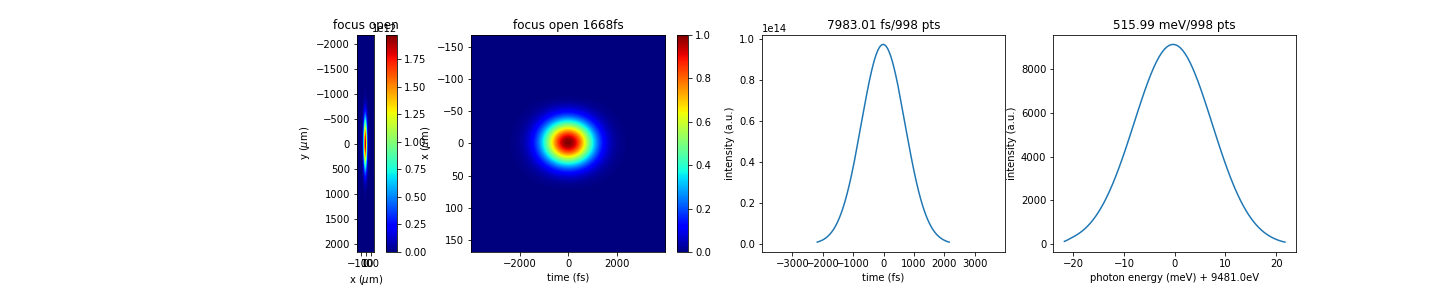 focus open
1e12
−2000
−1500
−1000
−500
0
500
1000
1500
2000
y (μm)
x (μm)
1.75
1.50
1.25
1.00
0.75
0.50
0.25
0.00
focus open 1668fs
−150
−100
−50
0
50
100
150
x (μm)
−2000 0 2000
time (fs)
1.0
0.8
0.6
0.4
0.2
0.0
7983.01 fs/998 pts
1e14
1.0
0.8
0.6
0.4
0.2
0.0
intensity (a.u.)
−3000 −2000 −1000 0 1000 2000 3000
time (fs)
515.99 meV/998 pts
8000
6000
4000
2000
0
intensity (a.u.)
−20 −10 0 10 20
photon energy (meV) + 9481.0eV